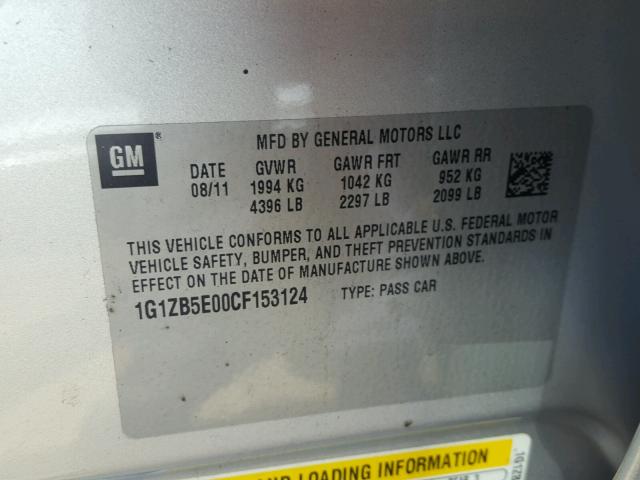 GM ®
MFD BY GENERAL MOTORS LLC
DATE GVWR GAWR FRT GAWR RR
08/11 1994 KG 1042 KG 952 KG
4396 LB 2297 LB 2099 LB
THIS VEHICLE CONFORMS TO ALL APPLICABLE U.S. FEDERAL MOTOR
VEHICLE SAFETY, BUMPER, AND THEFT PREVENTION STANDARDS IN
EFFECT ON THE DATE OF MANUFACTURE SHOWN ABOVE.
1G1ZB5E00CF153124 TYPE: PASS CAR
LOADING INFORMATION